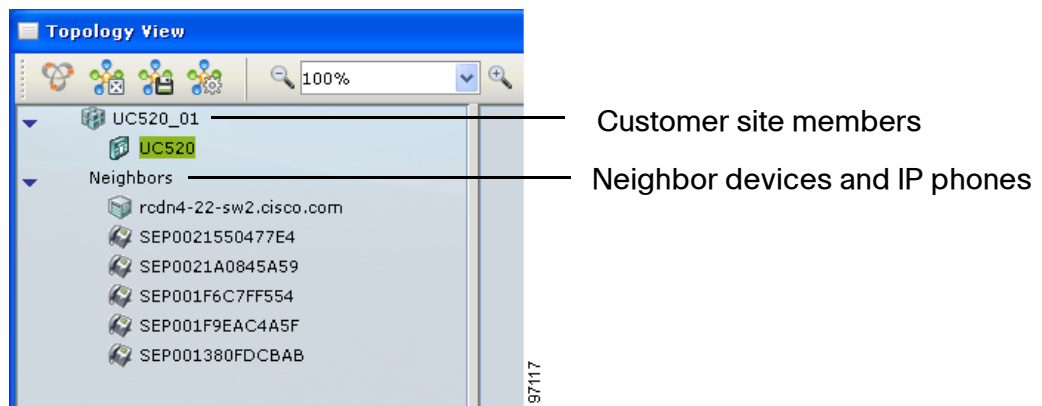 Topology View
100%
UC520_01
Customer site members
UC520
Neighbors
Neighbor devices and IP phones
rcdn4-22-sw2.cisco.com
SEP0021550477E4
SEP0021A0845A59
SEP001F6C7FF554
SEP001F9EAC4A5F
SEP001380FDCBAB
97117